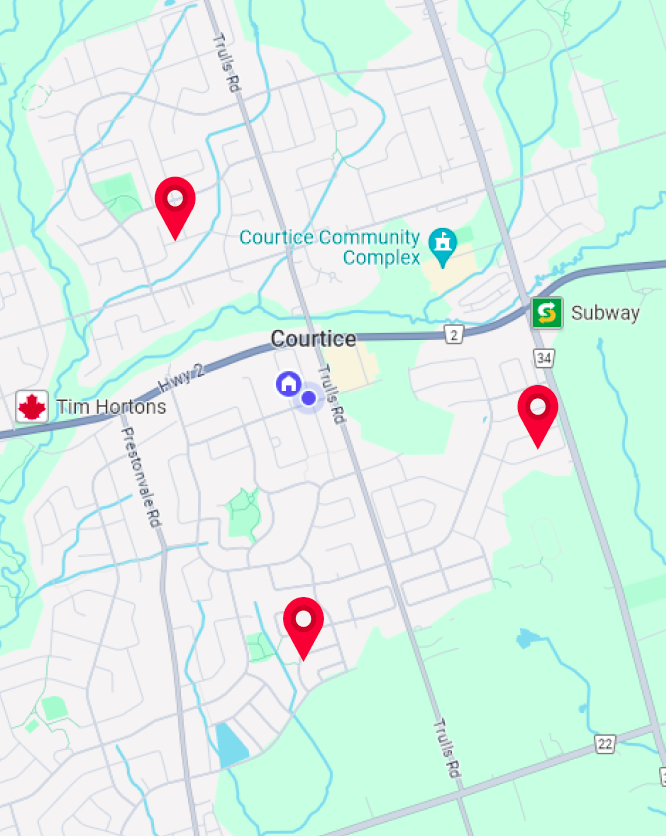 Trulls Rd
Courtice Community
Complex
Subway
2
Courtice
34
Hwy 2
Trulls Rd
Tim Hortons
Prestonvale Rd
Trulls Rd
22